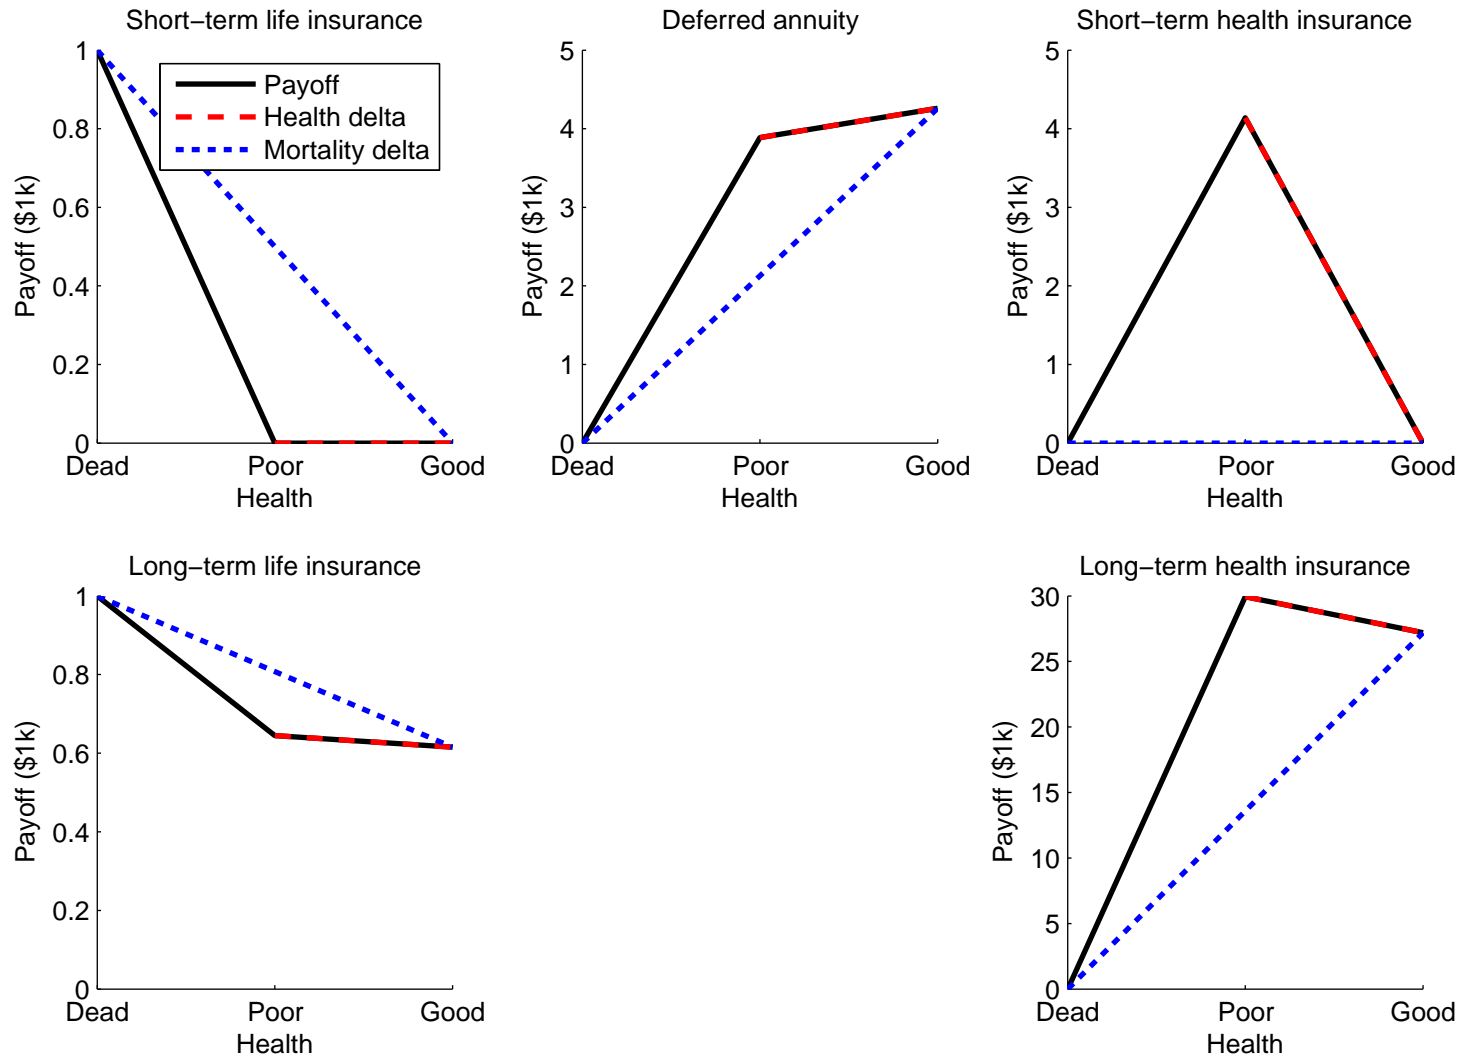 Short−term life insurance
Payoff ($1k)
1
0.8
0.6
0.4
0.2
0
Payoff
Health delta
Mortality delta
Dead Poor Good
Health
Deferred annuity
Payoff ($1k)
5
4
3
2
1
0
Dead Poor Good
Health
Short−term health insurance
Payoff ($1k)
5
4
3
2
1
0
Dead Poor Good
Health
Long−term life insurance
Payoff ($1k)
1
0.8
0.6
0.4
0.2
0
Dead Poor Good
Health
Long−term health insurance
Payoff ($1k)
30
25
20
15
10
5
0
Dead Poor Good
Health